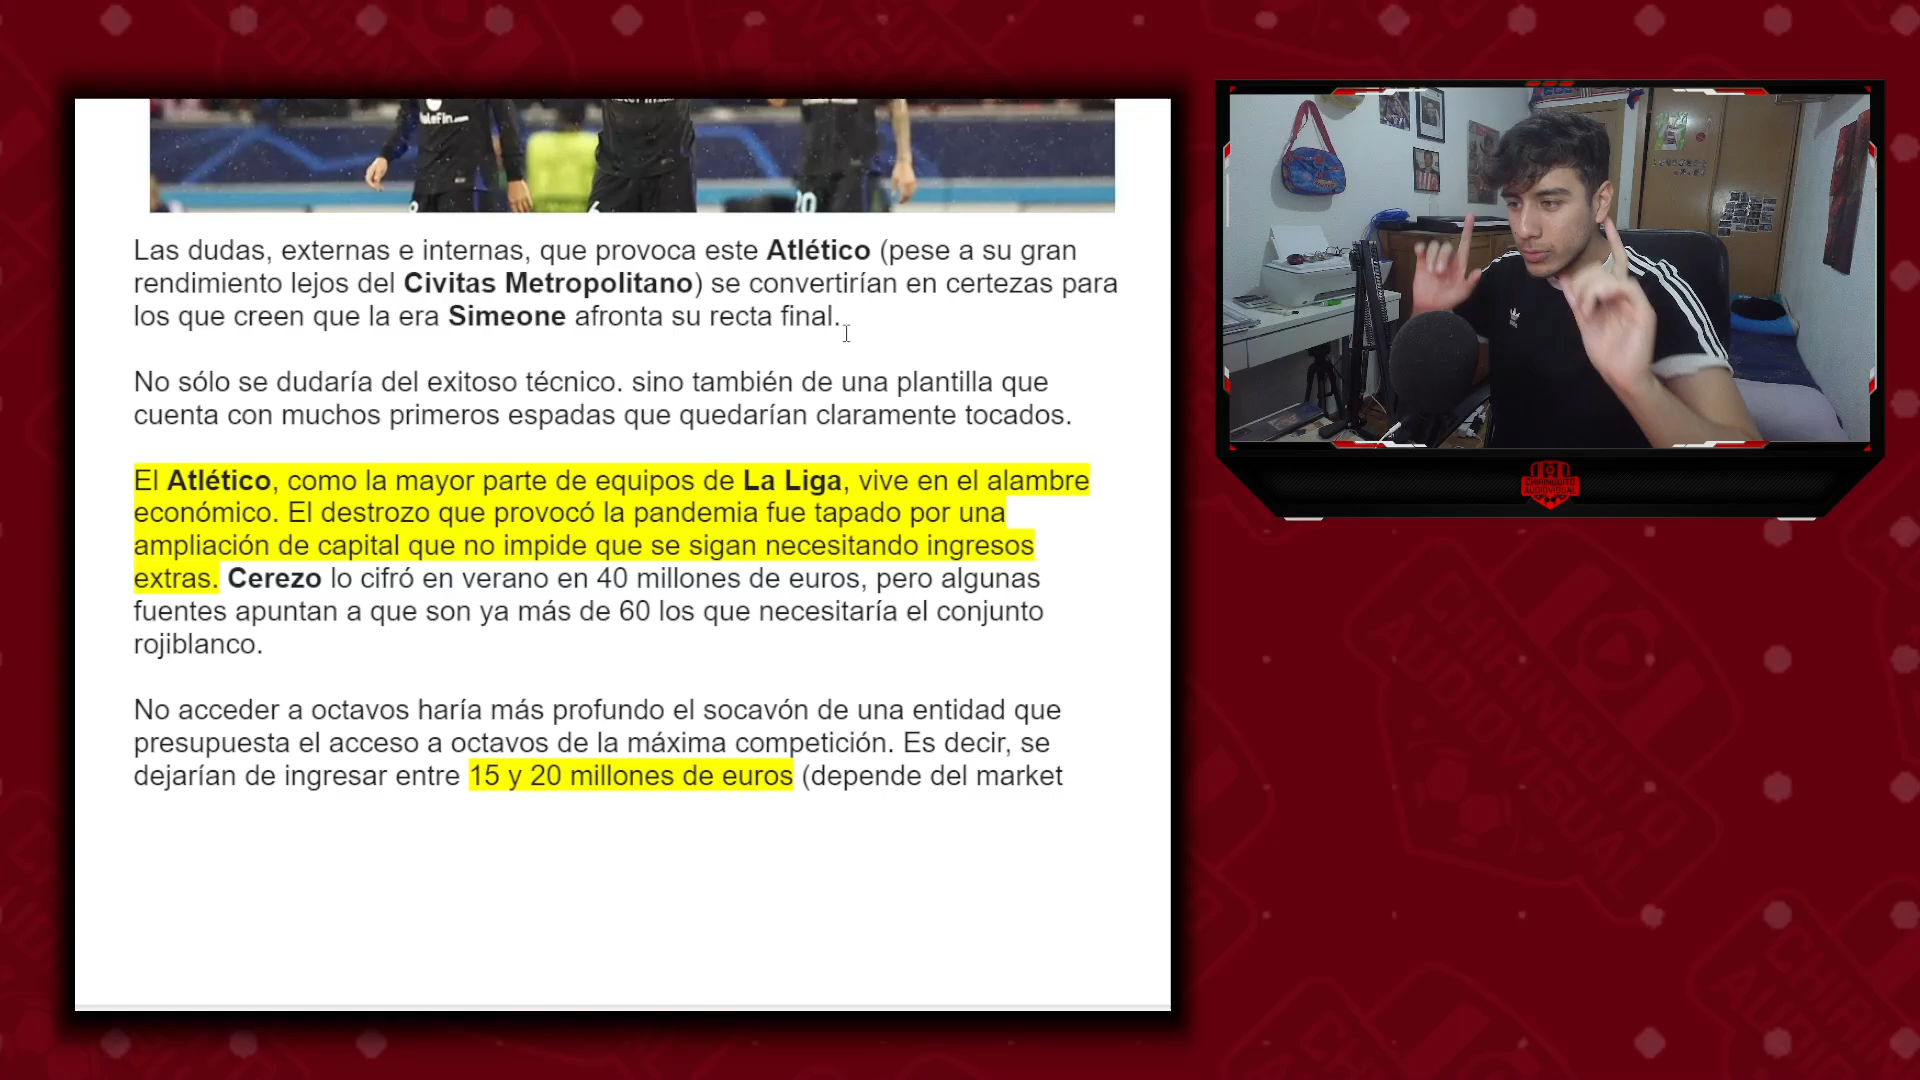 Las dudas, externas e internas, que provoca este Atlético (pese a su gran
rendimiento lejos del Civitas Metropolitano) se convertirían en certezas para
los que creen que la era Simeone afronta su recta final.
No sólo se dudaría del exitoso técnico. sino también de una plantilla que
cuenta con muchos primeros espadas que quedarían claramente tocados.
El Atlético, como la mayor parte de equipos de La Liga, vive en el alambre
económico. El destrozo que provocó la pandemia fue tapado por una
ampliación de capital que no impide que se sigan necesitando ingresos
extras. Cerezo lo cifró en verano en 40 millones de euros, pero algunas
fuentes apuntan a que son ya más de 60 los que necesitaría el conjunto
rojiblanco.
No acceder a octavos haría más profundo el socavón de una entidad que
presupuesta el acceso a octavos de la máxima competición. Es decir, se
dejarían de ingresar entre 15 y 20 millones de euros (depende del market
CHIRINGUITO
AUDIOVISUAL
CHIRINGUITO
AUDIOVISUAL